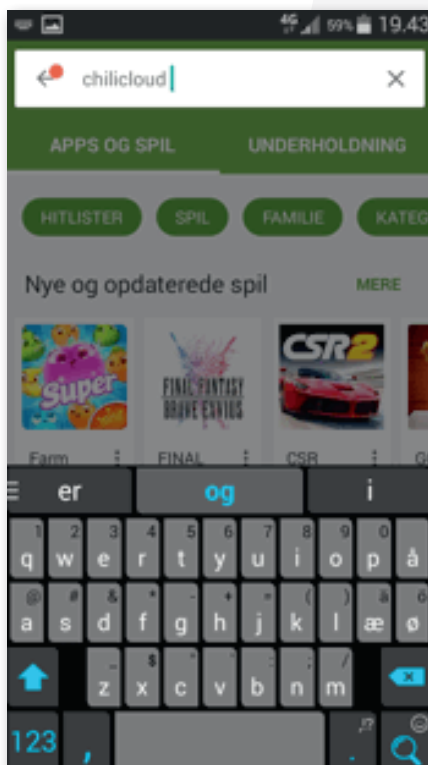 4G 59% 19.43
chilicloud
APPS OG SPIL UNDERHOLDNING
HITLISTER SPIL FAMILIE KATEG
Nye og opdaterede spil MERE
Super
FINAL FANTASY
BRAVE EXVIUS
CSR2
Farm FINAL CSR G
er og i
1 2 3 4 5 6 7 8 9 0
q w e r t y u i o p å
@ # & * - + = ( ) ä ö
a s d f g h j k l æ ø
_ $ " ' : ; /
z x c v b n m
123 , . ,!?